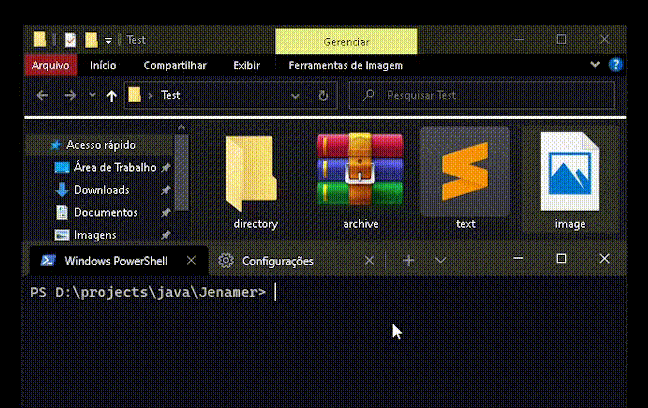 Test
Gerenciar
Arquivo Início Compartilhar Exibir Ferramentas de Imagem
Test
Pesquisar Test
Acesso rápido
Área de Trabalho
Downloads
Documentos
Imagens
directory archive text image
Windows PowerShell Configurações
PS D:\projects\java\Jenamer>